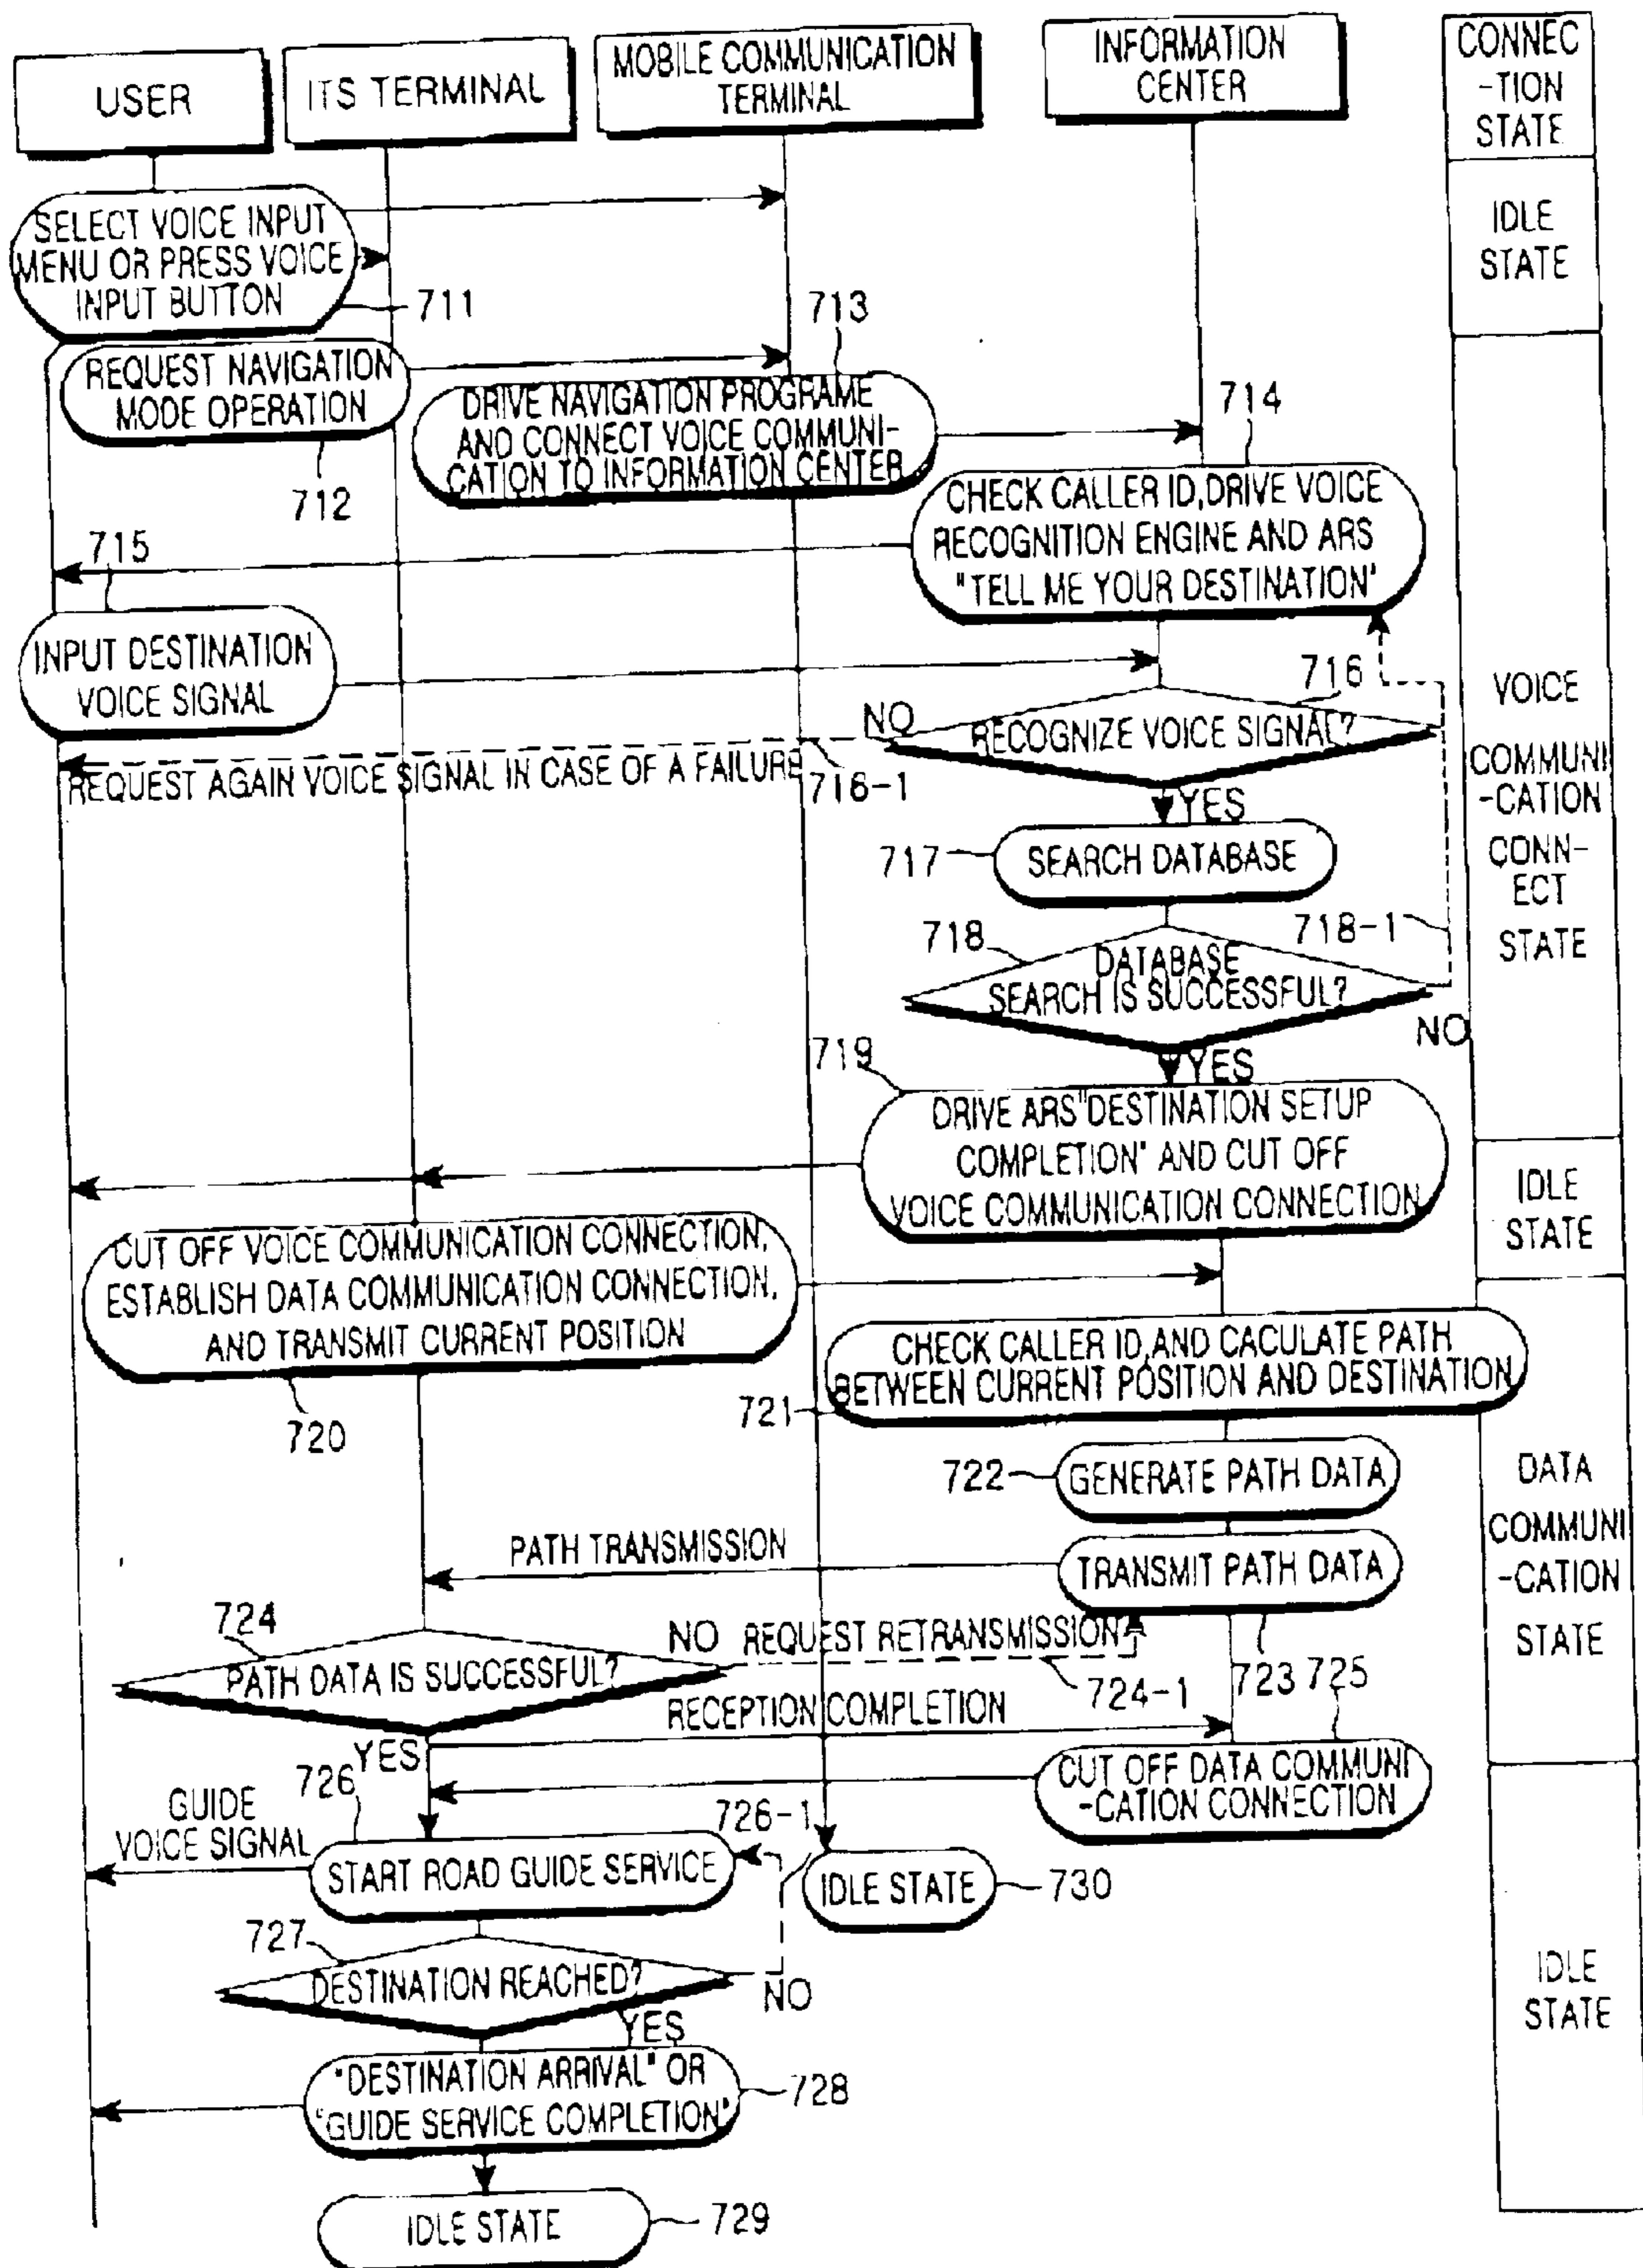 USER
ITS TERMINAL
MOBILE COMMUNICATION
TERMINAL
INFORMATION
CENTER
CONNEC
-TION
STATE
SELECT VOICE INPUT
MENU OR PRESS VOICE
INPUT BUTTON
711
IDLE
STATE
REQUEST NAVIGATION
MODE OPERATION
712
713
DRIVE NAVIGATION PROGRAME
AND CONNECT VOICE COMMUNI-
CATION TO INFORMATION CENTER
714
CHECK CALLER ID,DRIVE VOICE
RECOGNITION ENGINE AND ARS
"TELL ME YOUR DESTINATION"
715
INPUT DESTINATION
VOICE SIGNAL
716
RECOGNIZE VOICE SIGNAL?
NO
REQUEST AGAIN VOICE SIGNAL IN CASE OF A FAILURE
716-1
YES
VOICE
COMMUNI
-CATION
CONN-
ECT
STATE
717
SEARCH DATABASE
718
718-1
DATABASE
SEARCH IS SUCCESSFUL?
NO
YES
719
DRIVE ARS"DESTINATION SETUP
COMPLETION" AND CUT OFF
VOICE COMMUNICATION CONNECTION
IDLE
STATE
CUT OFF VOICE COMMUNICATION CONNECTION,
ESTABLISH DATA COMMUNICATION CONNECTION,
AND TRANSMIT CURRENT POSITION
720
CHECK CALLER ID,AND CACULATE PATH
BETWEEN CURRENT POSITION AND DESTINATION
721
722
GENERATE PATH DATA
DATA
COMMUNI
-CATION
STATE
PATH TRANSMISSION
TRANSMIT PATH DATA
723
724
PATH DATA IS SUCCESSFUL?
NO
REQUEST RETRANSMISSION
724-1
725
RECEPTION COMPLETION
YES
CUT OFF DATA COMMUNI
-CATION CONNECTION
726
GUIDE
VOICE SIGNAL
START ROAD GUIDE SERVICE
726-1
IDLE STATE
730
727
DESTINATION REACHED?
NO
YES
IDLE
STATE
"DESTINATION ARRIVAL" OR
"GUIDE SERVICE COMPLETION"
728
IDLE STATE
729